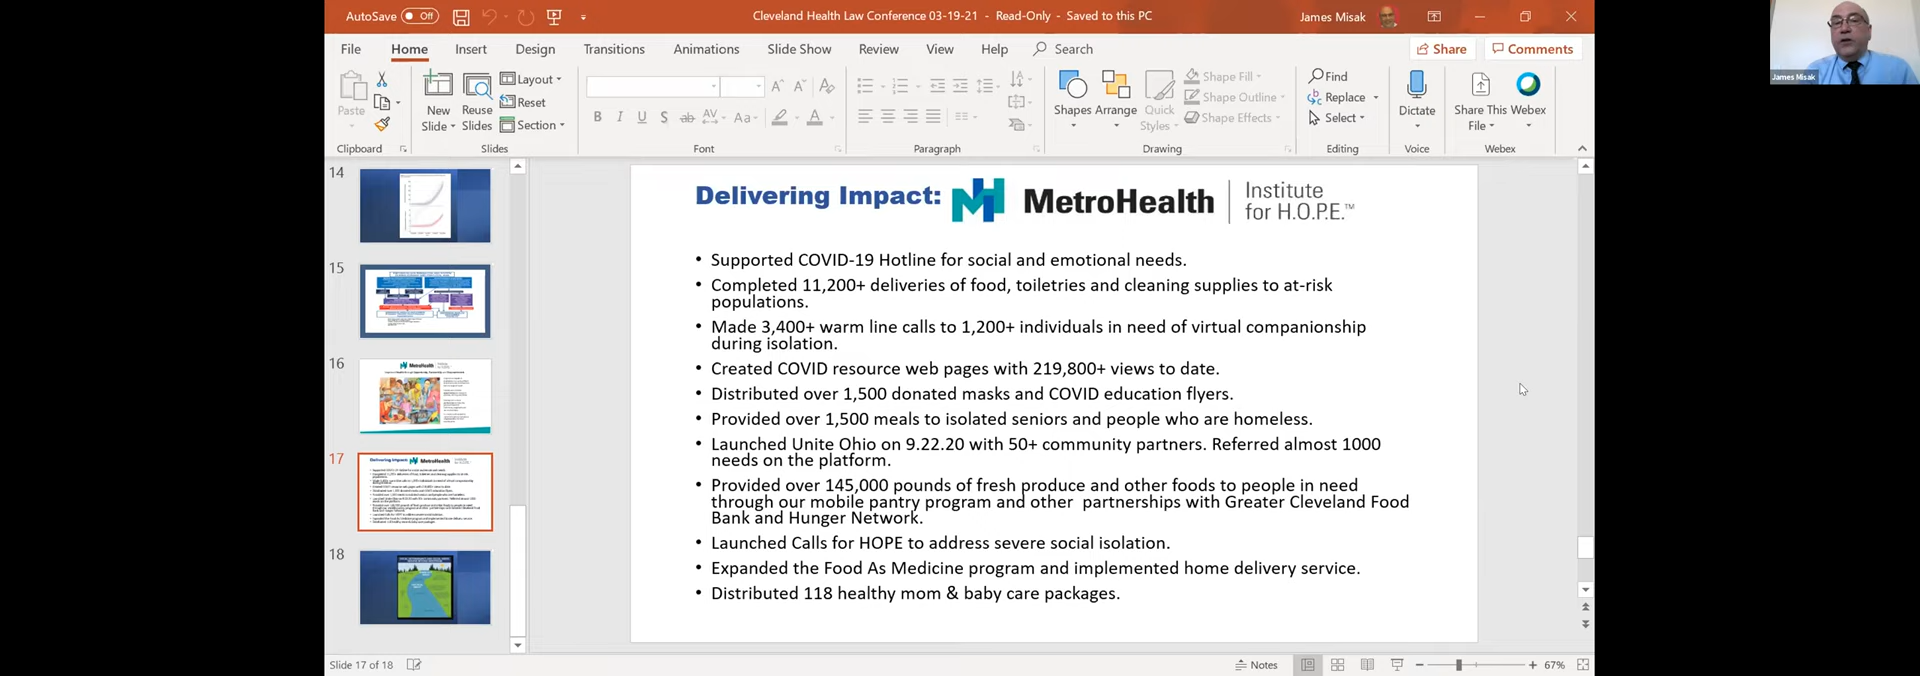 AutoSave Off
Cleveland Health Law Conference 03-19-21 - Read-Only - Saved to this PC
James Misak
File Home Insert Design Transitions Animations Slide Show Review View Help Search
Share Comments
Paste
New Slide
Reuse Slides
Layout
Reset
Section
B I U S ab AV Aa A
Shapes Arrange Quick Styles
Shape Fill
Shape Outline
Shape Effects
Find
Replace
Select
Dictate
Share This File
Webex
Clipboard Slides Font Paragraph Drawing Editing Voice Webex
James Misak
14
15
16
17
18
Delivering Impact: MetroHealth Institute
for H.O.P.E.™
• Supported COVID-19 Hotline for social and emotional needs.
• Completed 11,200+ deliveries of food, toiletries and cleaning supplies to at-risk
populations.
• Made 3,400+ warm line calls to 1,200+ individuals in need of virtual companionship
during isolation.
• Created COVID resource web pages with 219,800+ views to date.
• Distributed over 1,500 donated masks and COVID education flyers.
• Provided over 1,500 meals to isolated seniors and people who are homeless.
• Launched Unite Ohio on 9.22.20 with 50+ community partners. Referred almost 1000
needs on the platform.
• Provided over 145,000 pounds of fresh produce and other foods to people in need
through our mobile pantry program and other partnerships with Greater Cleveland Food
Bank and Hunger Network.
• Launched Calls for HOPE to address severe social isolation.
• Expanded the Food As Medicine program and implemented home delivery service.
• Distributed 118 healthy mom & baby care packages.
Slide 17 of 18
Notes
67%